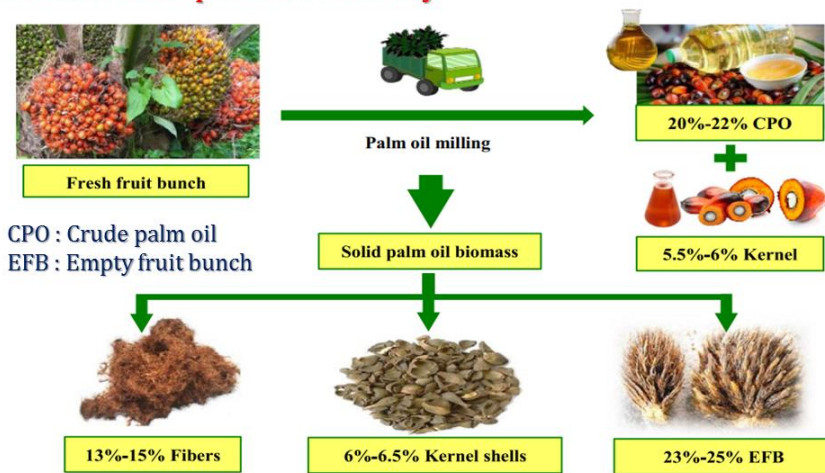 20%-22% CPO
Palm oil milling
Fresh fruit bunch
CPO : Crude palm oil
EFB : Empty fruit bunch
Solid palm oil biomass
5.5%-6% Kernel
13%-15% Fibers
6%-6.5% Kernel shells
23%-25% EFB